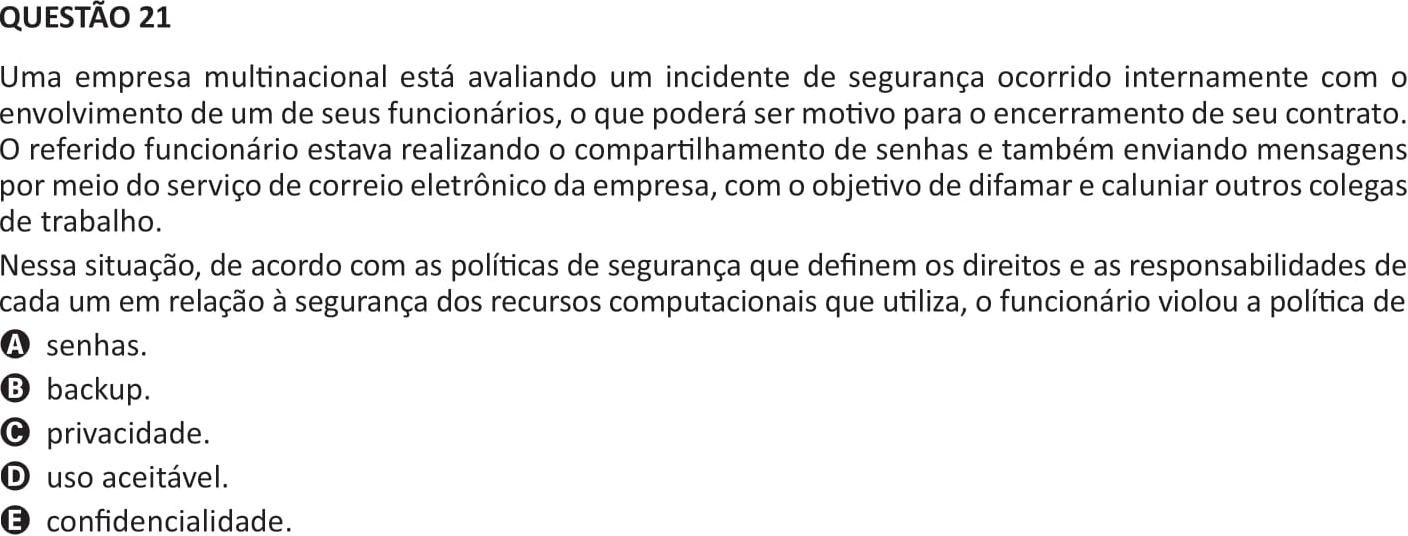 QUESTÃO 21
Uma empresa multinacional está avaliando um incidente de segurança ocorrido internamente com o
envolvimento de um de seus funcionários, o que poderá ser motivo para o encerramento de seu contrato.
O referido funcionário estava realizando o compartilhamento de senhas e também enviando mensagens
por meio do serviço de correio eletrônico da empresa, com o objetivo de difamar e caluniar outros colegas
de trabalho.
Nessa situação, de acordo com as políticas de segurança que definem os direitos e as responsabilidades de
cada um em relação à segurança dos recursos computacionais que utiliza, o funcionário violou a política de
A senhas.
B backup.
C privacidade.
D uso aceitável.
E confidencialidade.